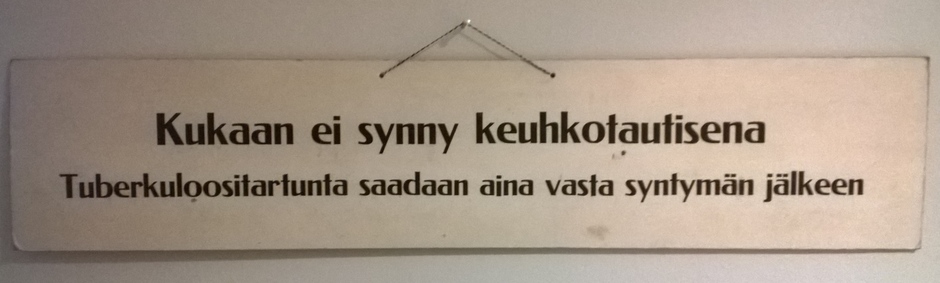 Kukaan ei synny keuhkotautisena
Tuberkuloositartunta saadaan aina vasta syntymän jälkeen